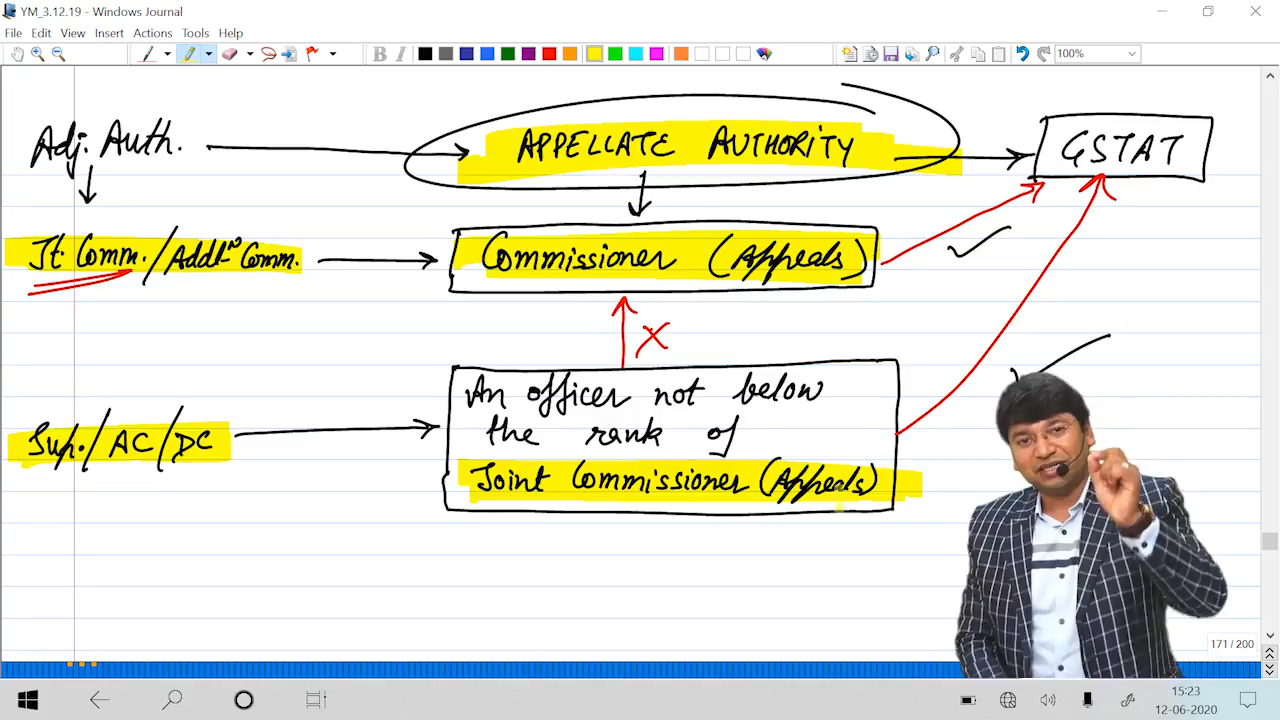 YM_3.12.19 - Windows Journal
File Edit View Insert Actions Tools Help
B I 100%
Adj. Auth. APPELLATE AUTHORITY GSTAT
Jt. Comm. / Addl. Comm. Commissioner (Appeals)
X
An officer not below
the rank of
Sup. / AC / DC Joint Commissioner (Appeals)
171 / 200
15:23
12-06-2020